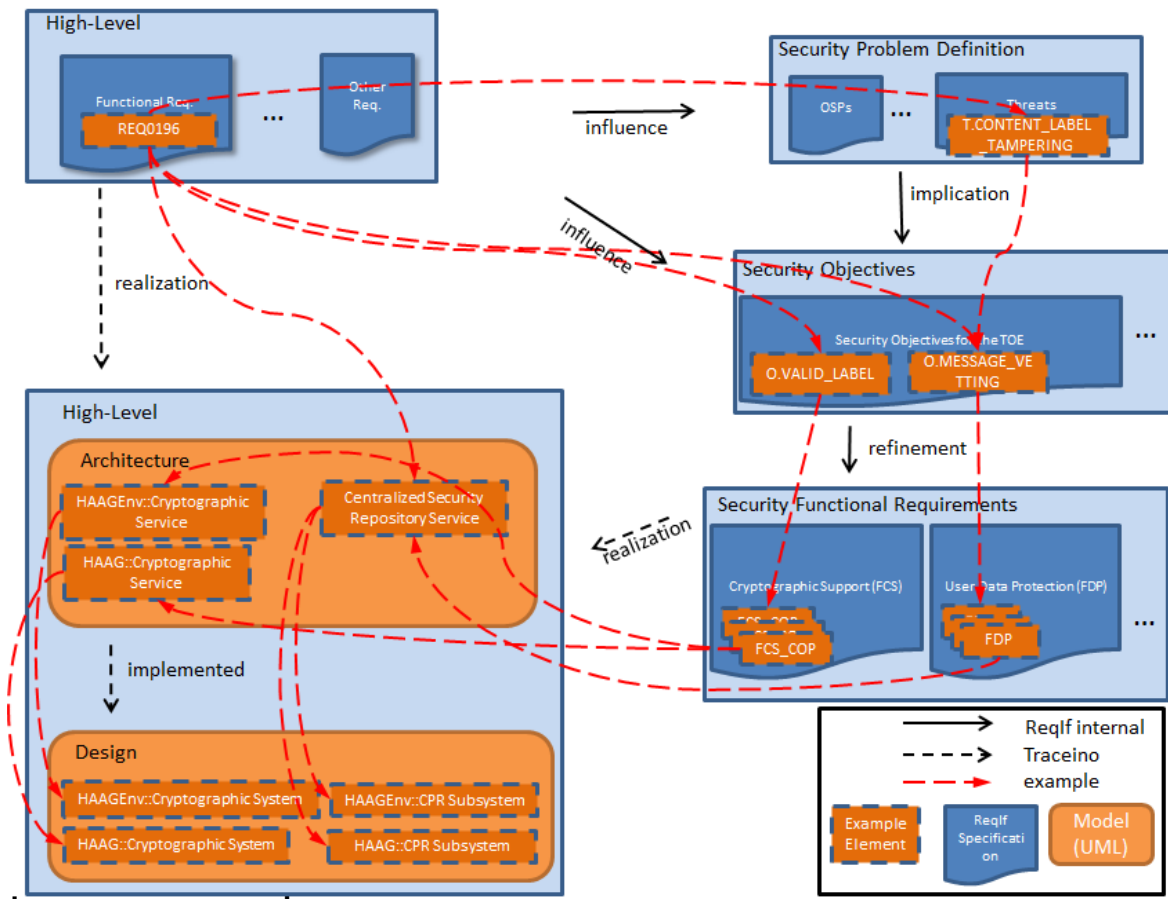 High-Level
Functional Req.
REQ0196
...
Other
Req.
influence
Security Problem Definition
OSPs
...
Threats
T.CONTENT_LABEL
_TAMPERING
implication
influence
realization
Security Objectives
Security Objectives for the TOE
O.VALID_LABEL
O.MESSAGE_VE
TTING
...
refinement
High-Level
Architecture
HAAGEnv::Cryptographic
Service
HAAG::Cryptographic
Service
Centralized Security
Repository Service
realization
Security Functional Requirements
Cryptographic Support (FCS)
FCS_COP
FCS_COP
User Data Protection (FDP)
FDP
...
implemented
Design
HAAGEnv::Cryptographic System
HAAG::Cryptographic System
HAAGEnv::CPR Subsystem
HAAG::CPR Subsystem
ReqIf internal
Traceino
example
Example
Element
ReqIf
Specificati
on
Model
(UML)